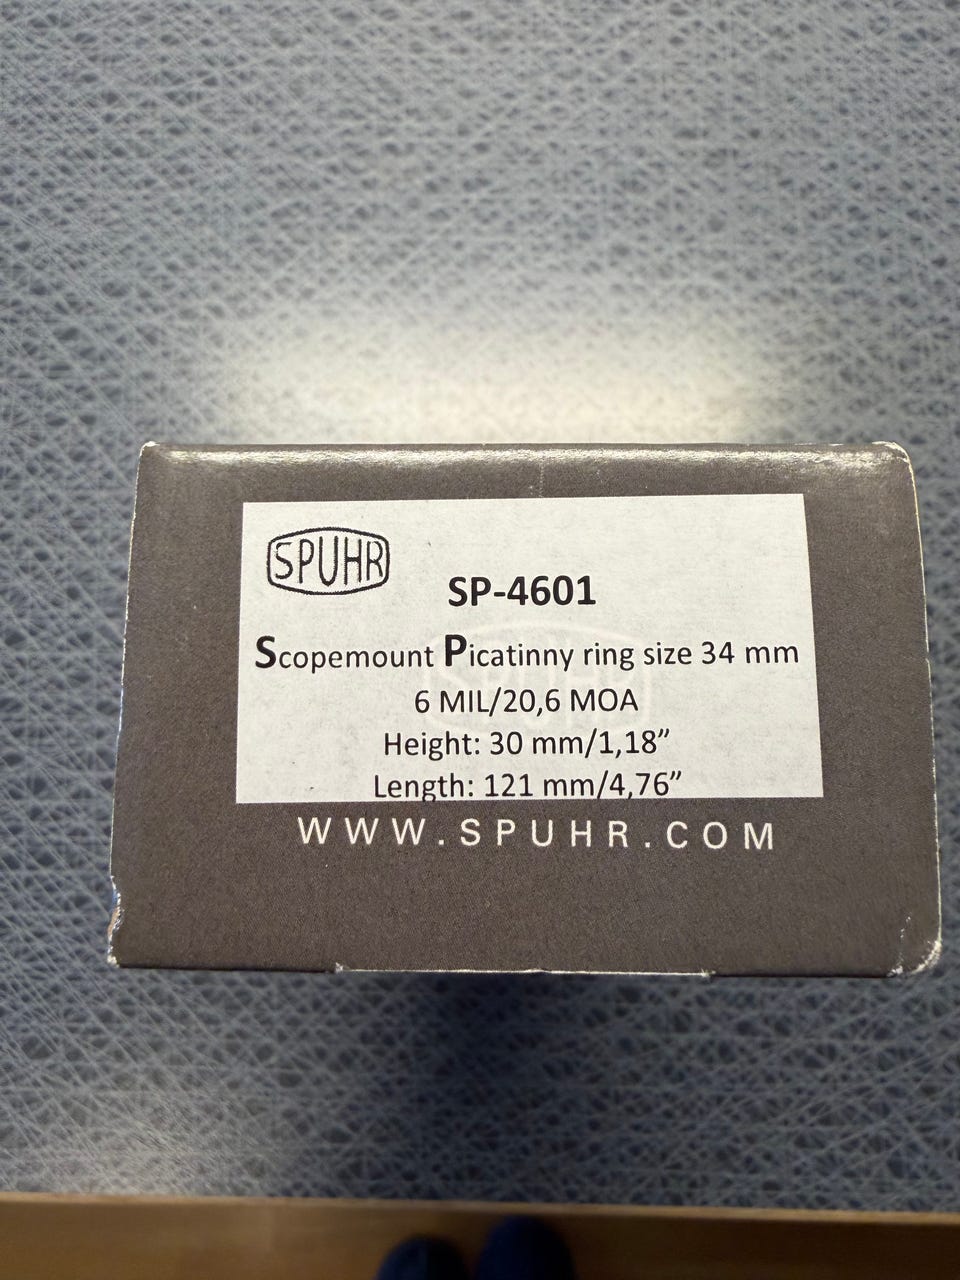 SPUHR
SP-4601
Scopemount Picatinny ring size 34 mm
6 MIL/20,6 MOA
Height: 30 mm/1,18”
Length: 121 mm/4,76”
WWW.SPUHR.COM